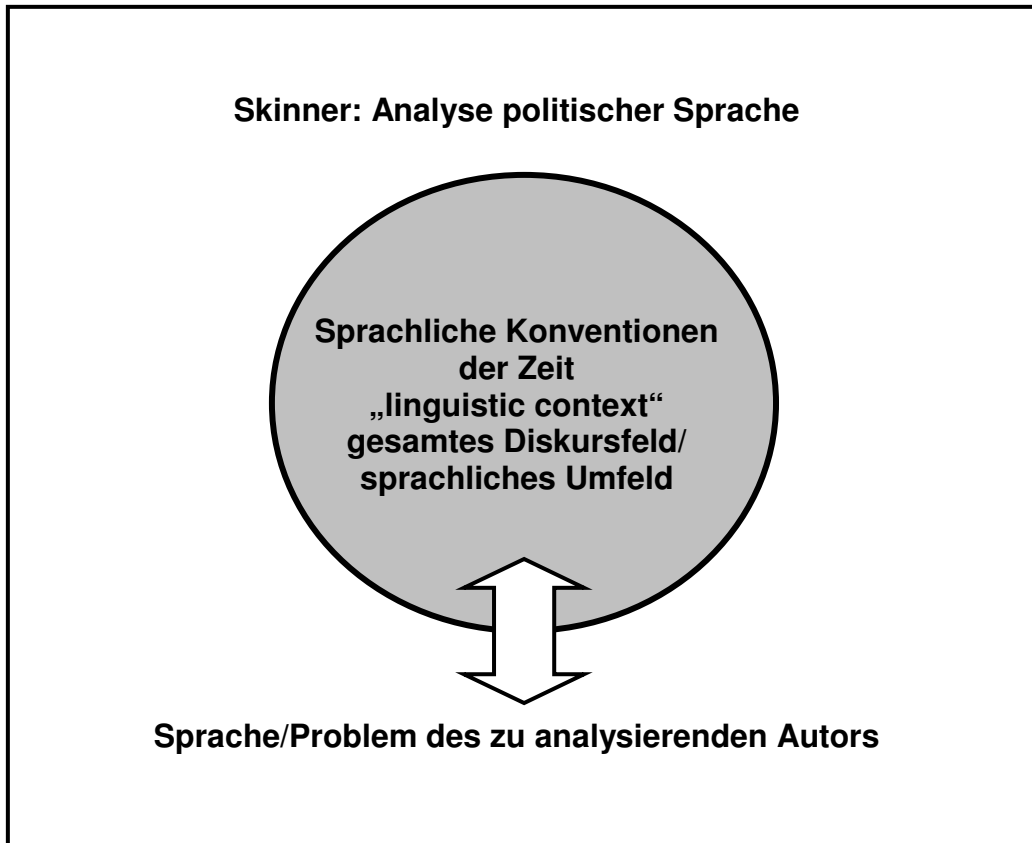 Skinner: Analyse politischer Sprache
Sprachliche Konventionen
der Zeit
„linguistic context“
gesamtes Diskursfeld/
sprachliches Umfeld
Sprache/Problem des zu analysierenden Autors